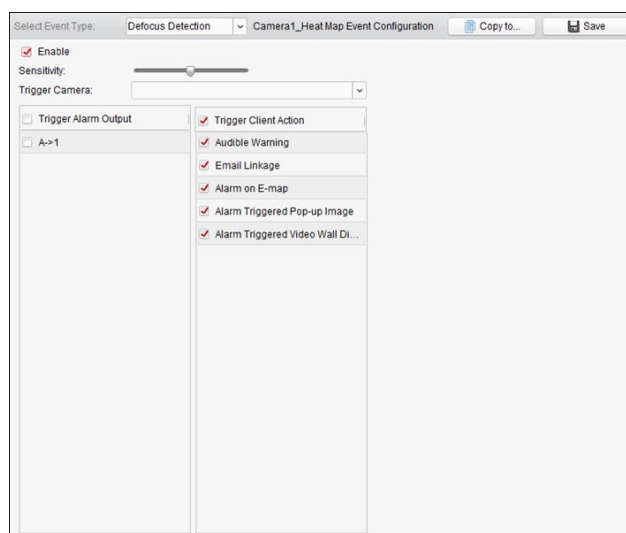 Select Event Type: Defocus Detection Camera1_Heat Map Event Configuration Copy to... Save
Enable
Sensitivity:
Trigger Camera:
Trigger Alarm Output Trigger Client Action
A->1 Audible Warning
Email Linkage
Alarm on E-map
Alarm Triggered Pop-up Image
Alarm Triggered Video Wall Di...